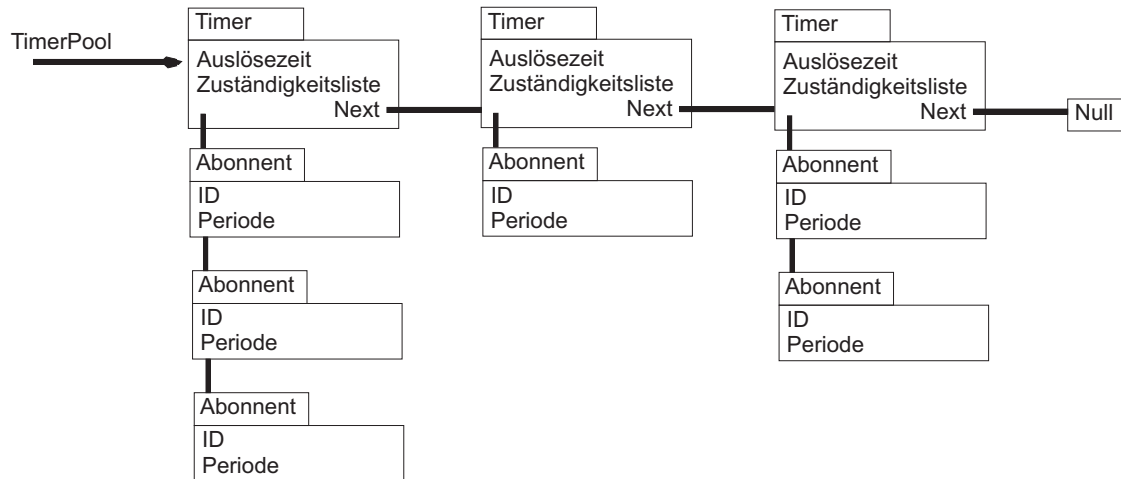 TimerPool
Timer
Auslösezeit
Zuständigkeitsliste
Next
Abonnent
ID
Periode
Abonnent
ID
Periode
Abonnent
ID
Periode
Timer
Auslösezeit
Zuständigkeitsliste
Next
Abonnent
ID
Periode
Timer
Auslösezeit
Zuständigkeitsliste
Next
Abonnent
ID
Periode
Abonnent
ID
Periode
Null